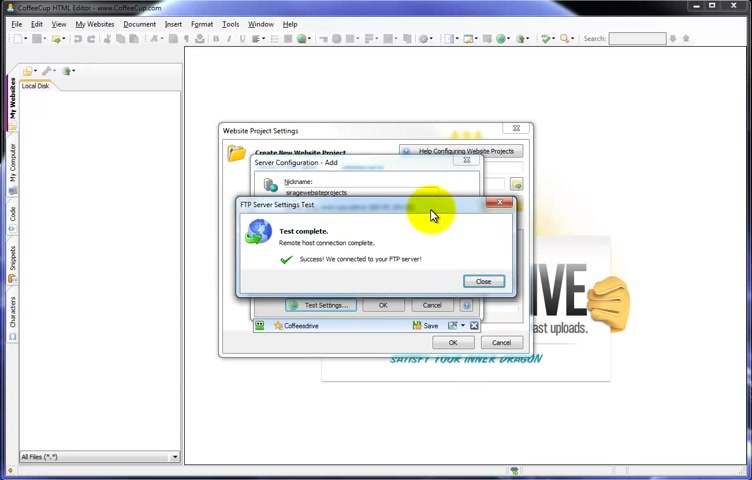 CoffeeCup HTML Editor - www.CoffeeCup.com
File Edit View My Websites Document Insert Format Tools Window Help
Search:
My Websites
My Computer
Code
Snippets
Characters
Local Disk
Website Project Settings
Create New Website Project
Help Configuring Website Projects
Server Configuration - Add
Nickname:
siragewebsiteprojects
FTP Server Settings Test
Test complete.
Remote host connection complete.
Success! We connected to your FTP server!
Close
Test Settings... OK Cancel
Coffeesdrive Save
OK Cancel
IVE
ast uploads.
SATISFY YOUR INNER DRAGON
All Files (*.*)